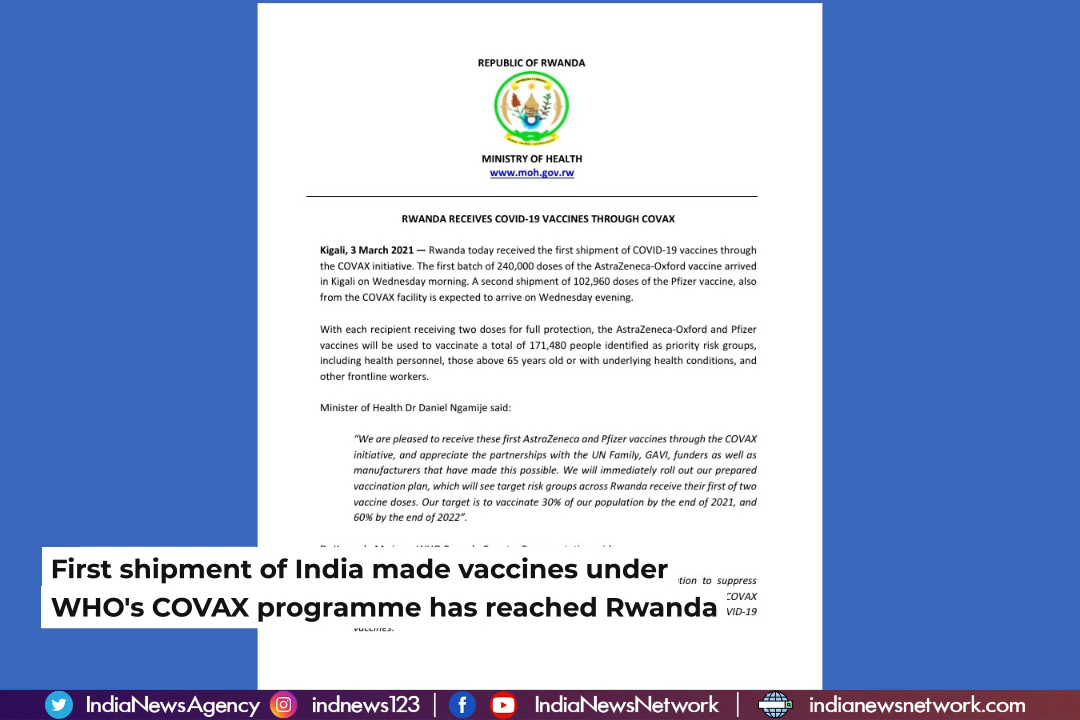 REPUBLIC OF RWANDA
MINISTRY OF HEALTH
www.moh.gov.rw
RWANDA RECEIVES COVID-19 VACCINES THROUGH COVAX
Kigali, 3 March 2021 — Rwanda today received the first shipment of COVID-19 vaccines through
the COVAX initiative. The first batch of 240,000 doses of the AstraZeneca-Oxford vaccine arrived
in Kigali on Wednesday morning. A second shipment of 102,960 doses of the Pfizer vaccine, also
from the COVAX facility is expected to arrive on Wednesday evening.
With each recipient receiving two doses for full protection, the AstraZeneca-Oxford and Pfizer
vaccines will be used to vaccinate a total of 171,480 people identified as priority risk groups,
including health personnel, those above 65 years old or with underlying health conditions, and
other frontline workers.
Minister of Health Dr Daniel Ngamije said:
“We are pleased to receive these first AstraZeneca and Pfizer vaccines through the COVAX
initiative, and appreciate the partnerships with the UN Family, GAVI, funders as well as
manufacturers that have made this possible. We will immediately roll out our prepared
vaccination plan, which will see target risk groups across Rwanda receive their first of two
vaccine doses. Our target is to vaccinate 30% of our population by the end of 2021, and
60% by the end of 2022”.
to suppress
COVAX
First shipment of India made vaccines under
WHO's COVAX programme has reached Rwanda
IndiaNewsAgency indnews123 | IndiaNewsNetwork | indianewsNetwork.com